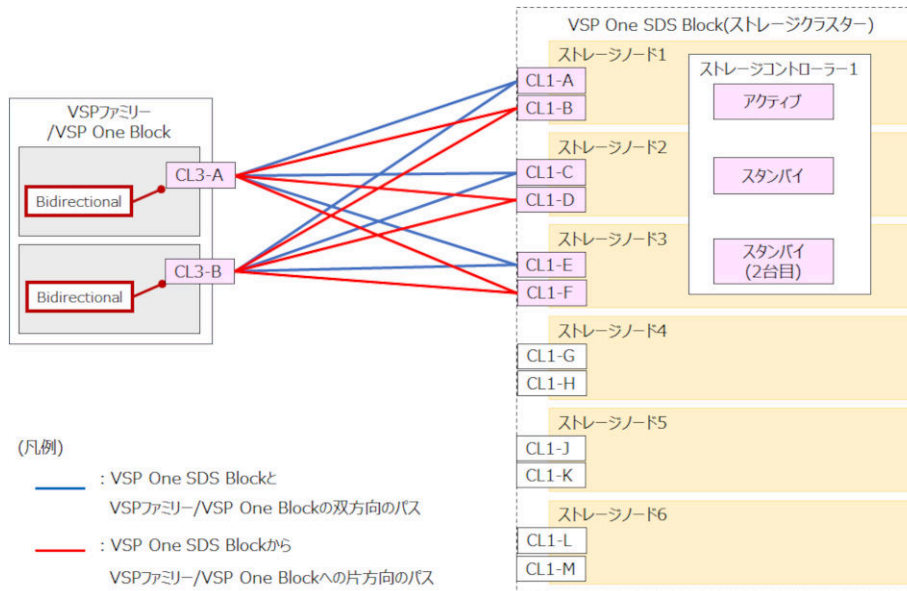 VSP One SDS Block(ストレージクラスター)
ストレージノード1
CL1-A
CL1-B
ストレージコントローラー1
アクティブ
スタンバイ
スタンバイ
(2台目)
VSPファミリー
/VSP One Block
CL3-A
Bidirectional
CL3-B
Bidirectional
ストレージノード2
CL1-C
CL1-D
ストレージノード3
CL1-E
CL1-F
ストレージノード4
CL1-G
CL1-H
ストレージノード5
CL1-J
CL1-K
ストレージノード6
CL1-L
CL1-M
(凡例)
: VSP One SDS Blockと
VSPファミリー/VSP One Blockの双方向のパス
: VSP One SDS Blockから
VSPファミリー/VSP One Blockへの片方向のパス